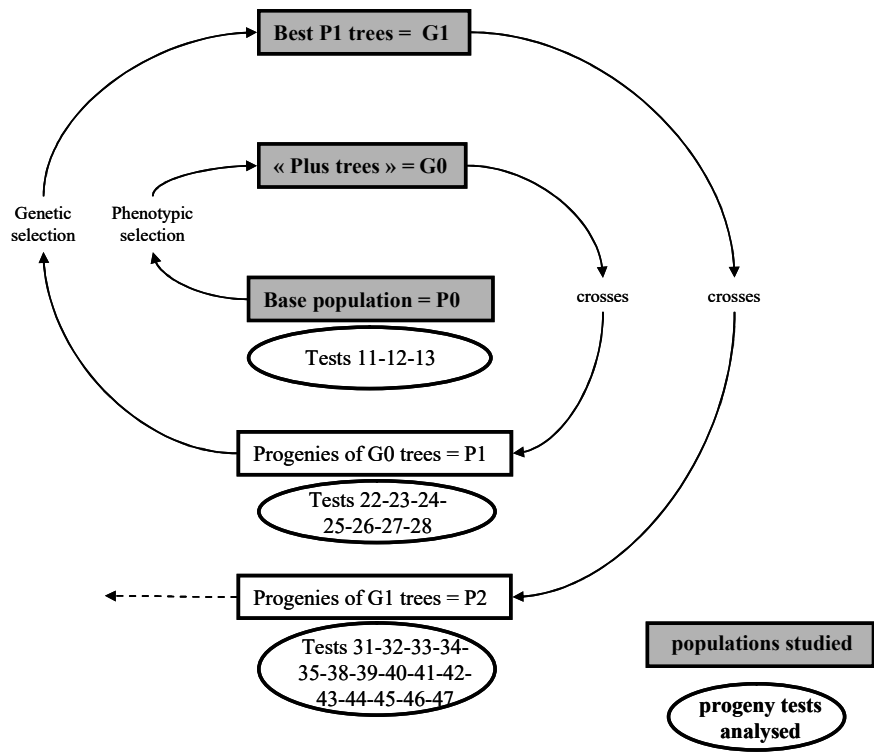 Best P1 trees = G1
« Plus trees » = G0
Genetic
selection
Phenotypic
selection
Base population = P0
crosses
crosses
Tests 11-12-13
Progenies of G0 trees = P1
Tests 22-23-24-
25-26-27-28
Progenies of G1 trees = P2
Tests 31-32-33-34-
35-38-39-40-41-42-
43-44-45-46-47
populations studied
progeny tests
analysed